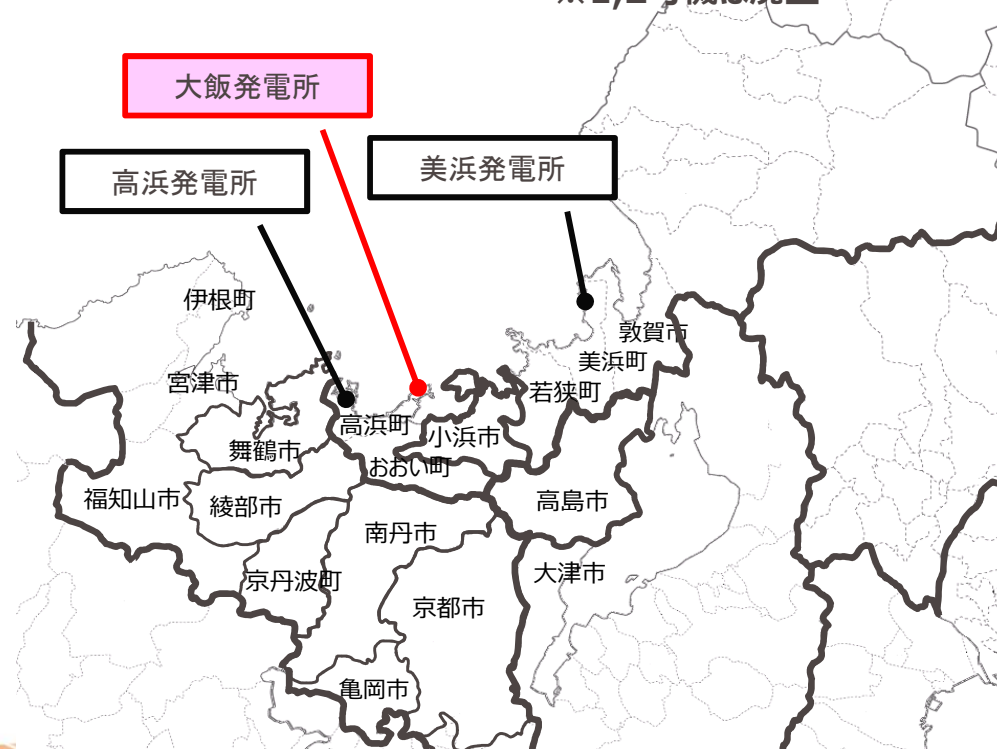 大飯発電所
美浜発電所
高浜発電所
伊根町
敦賀市
美浜町
宮津市
若狭町
高浜町
小浜市
舞鶴市
おおい町
福知山市
綾部市
高島市
南丹市
大津市
京丹波町
京都市
亀岡市